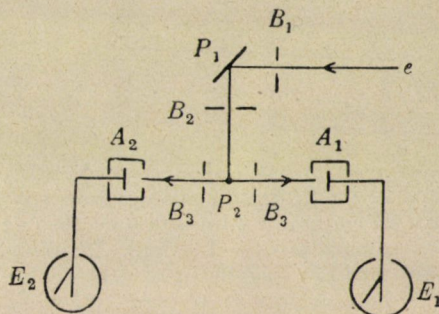 B₁
P₁
e
B₂
A₂ A₁
B₃ P₂ B₃
E₂ E₁